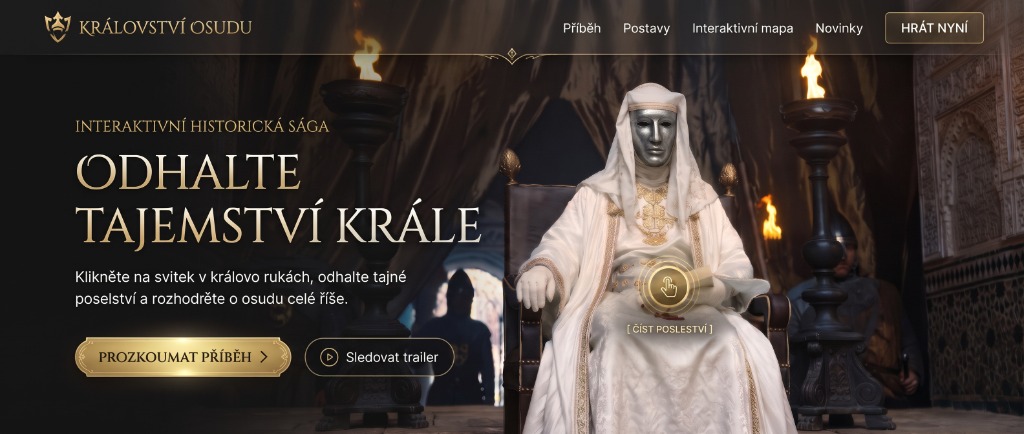 KRÁLOVSTVÍ OSUDU
Příběh
Postavy
Interaktivní mapa
Novinky
HRÁT NYNÍ
INTERAKTIVNÍ HISTORICKÁ SÁGA
ODHALTE
TAJEMSTVÍ KRÁLE
Klikněte na svitek v královo rukách, odhalte tajné
poselství a rozhodněte o osudu celé říše.
PROZKOUMAT PŘÍBĚH
Sledovat trailer
[ ČÍST POSLESTVÍ ]